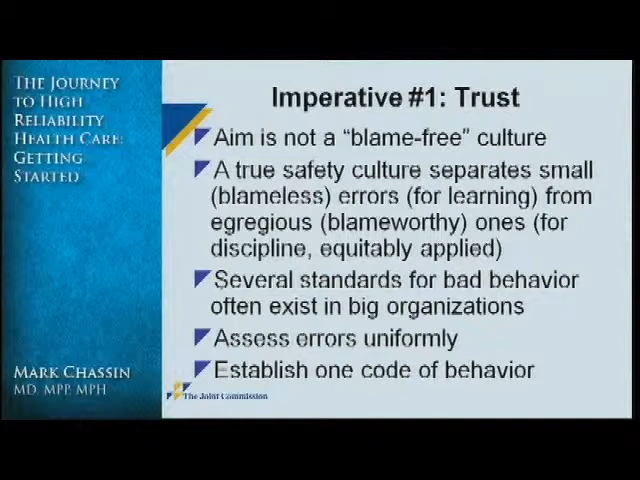 THE JOURNEY
TO HIGH
RELIABILITY
HEALTH CARE:
GETTING
STARTED
MARK CHASSIN
MD, MPP, MPH
Imperative #1: Trust
Aim is not a “blame-free” culture
A true safety culture separates small
(blameless) errors (for learning) from
egregious (blameworthy) ones (for
discipline, equitably applied)
Several standards for bad behavior
often exist in big organizations
Assess errors uniformly
Establish one code of behavior
The Joint Commission